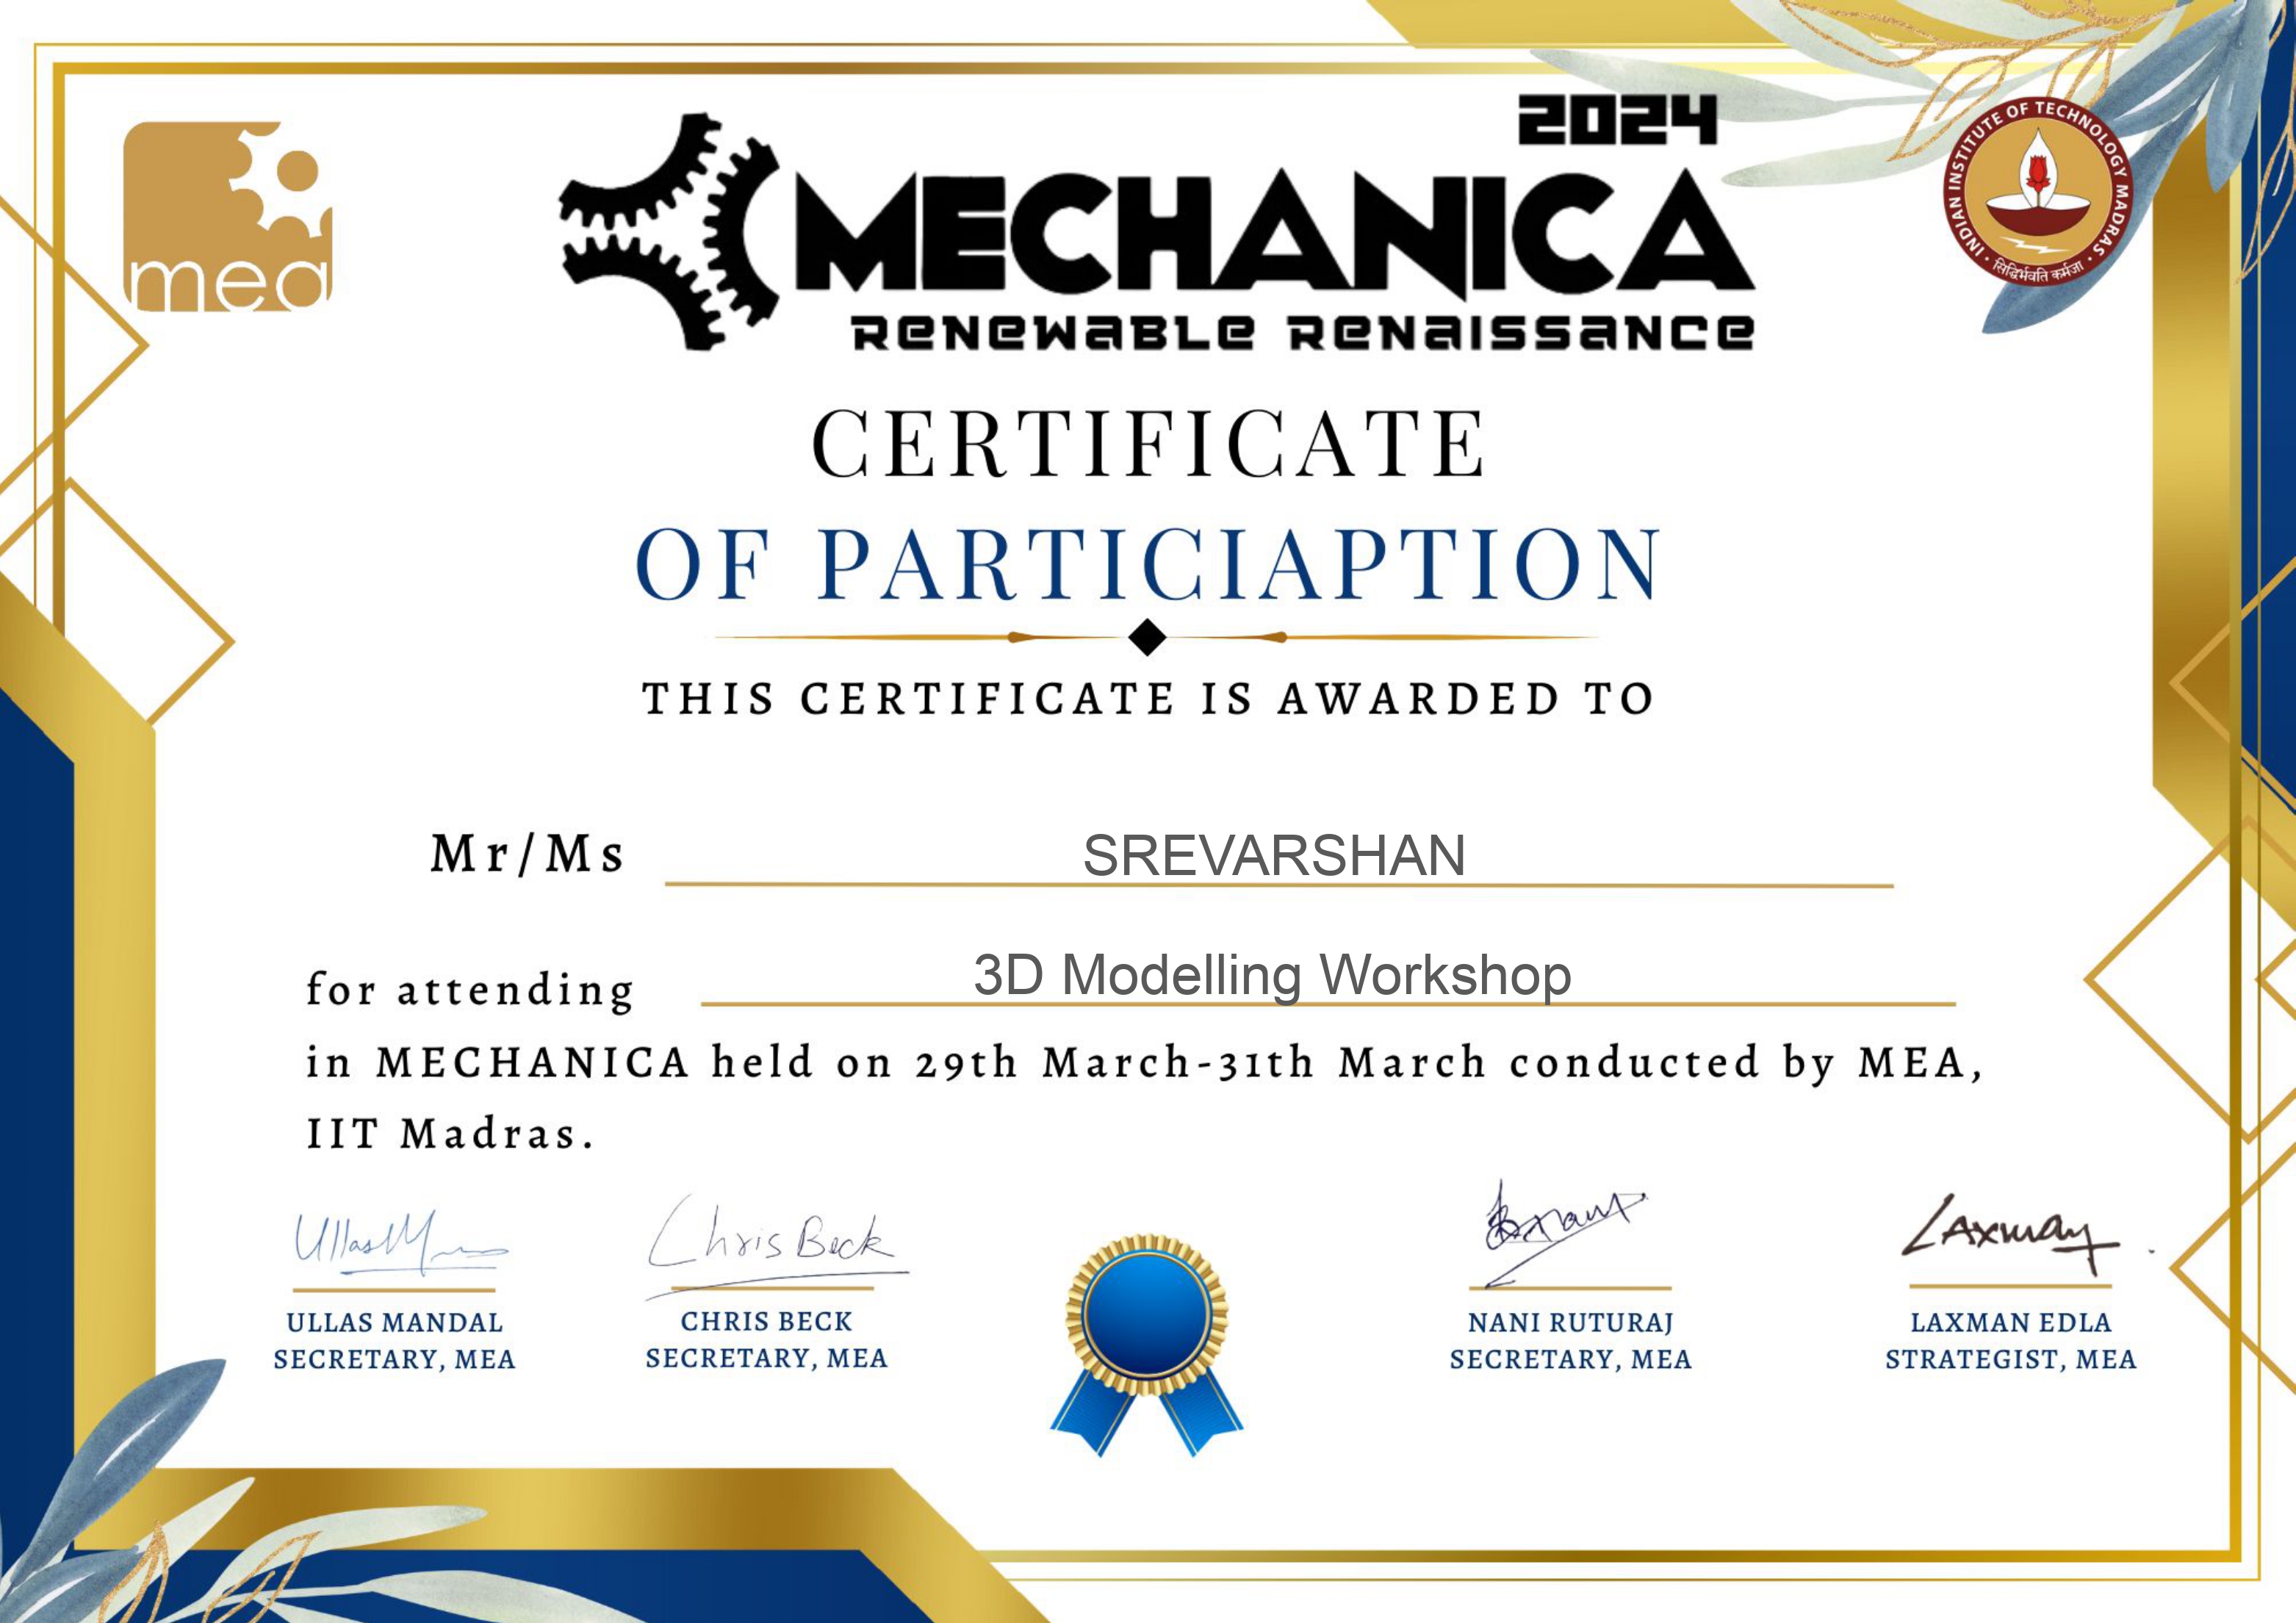 mea
2024
MECHANICA
RENEWABLE RENAISSANCE
INDIAN INSTITUTE OF TECHNOLOGY MADRAS
सिद्धिर्भवति कर्मजा
CERTIFICATE
OF PARTICIAPTION
THIS CERTIFICATE IS AWARDED TO
Mr/Ms SREVARSHAN
for attending 3D Modelling Workshop
in MECHANICA held on 29th March-31th March conducted by MEA,
IIT Madras.
Ullas M Chris Beck Laxman
ULLAS MANDAL CHRIS BECK NANI RUTURAJ LAXMAN EDLA
SECRETARY, MEA SECRETARY, MEA SECRETARY, MEA STRATEGIST, MEA